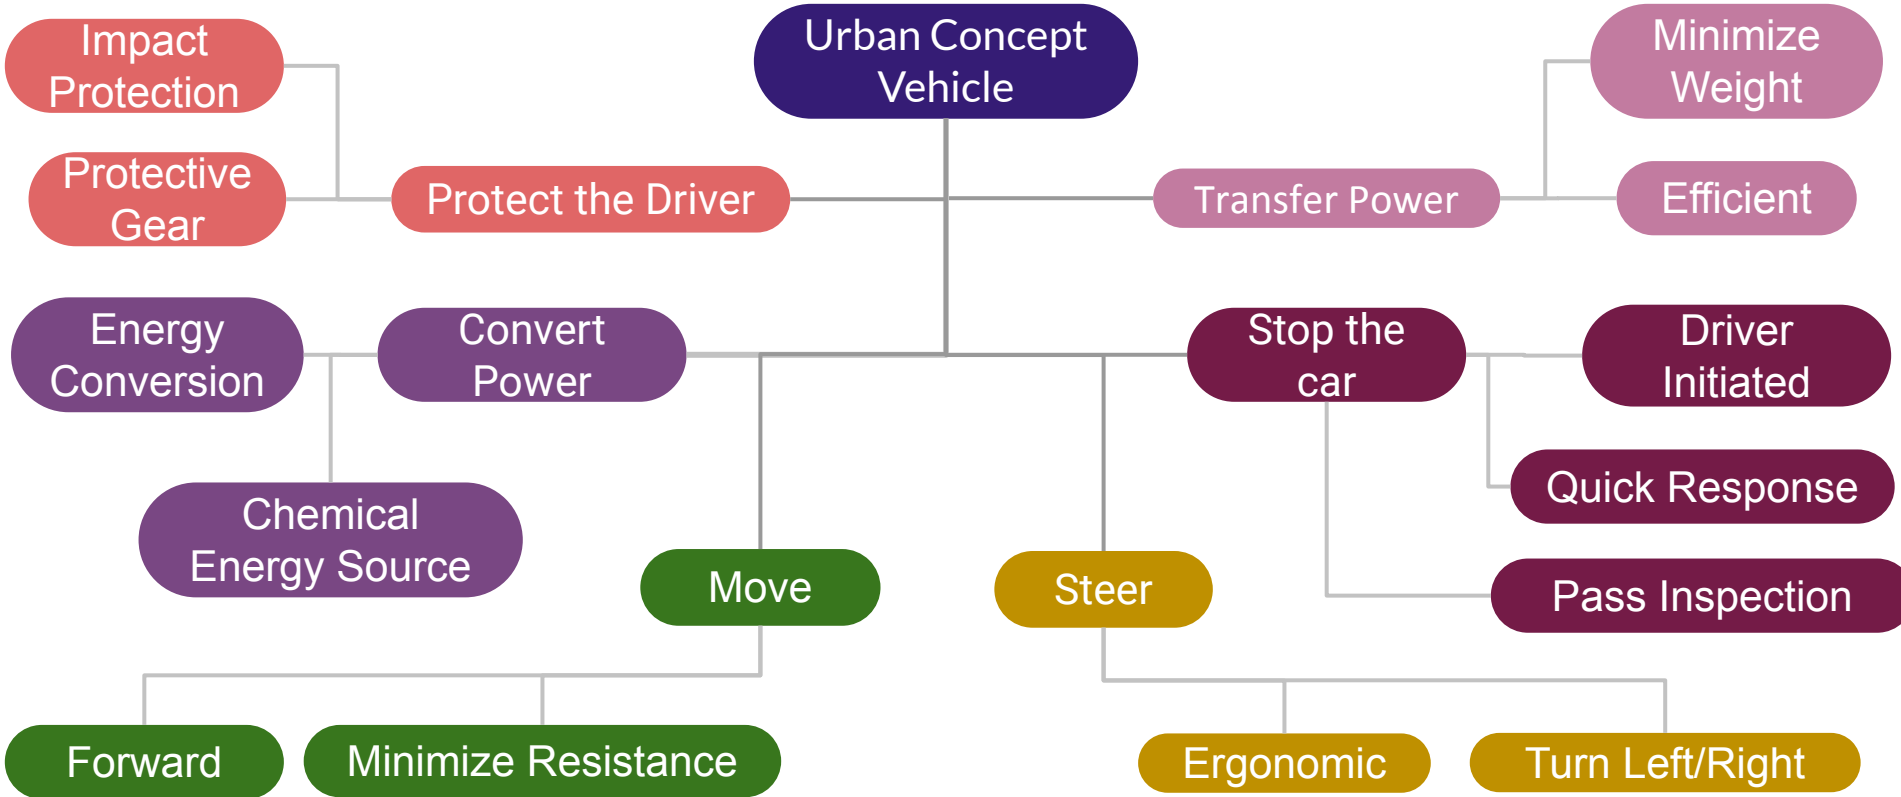 Urban Concept
Vehicle
Impact
Protection
Protective
Gear
Protect the Driver
Transfer Power
Minimize
Weight
Efficient
Energy
Conversion
Convert
Power
Chemical
Energy Source
Stop the
car
Driver
Initiated
Quick Response
Pass Inspection
Move
Steer
Forward
Minimize Resistance
Ergonomic
Turn Left/Right